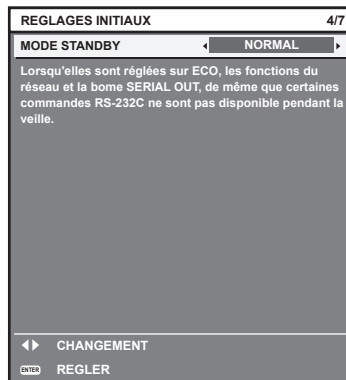 REGLAGES INITIAUX 4/7
MODE STANDBY NORMAL
Lorsqu'elles sont réglées sur ECO, les fonctions du
réseau et la bome SERIAL OUT, de même que certaines
commandes RS-232C ne sont pas disponible pendant la
veille.
CHANGEMENT
ENTER REGLER